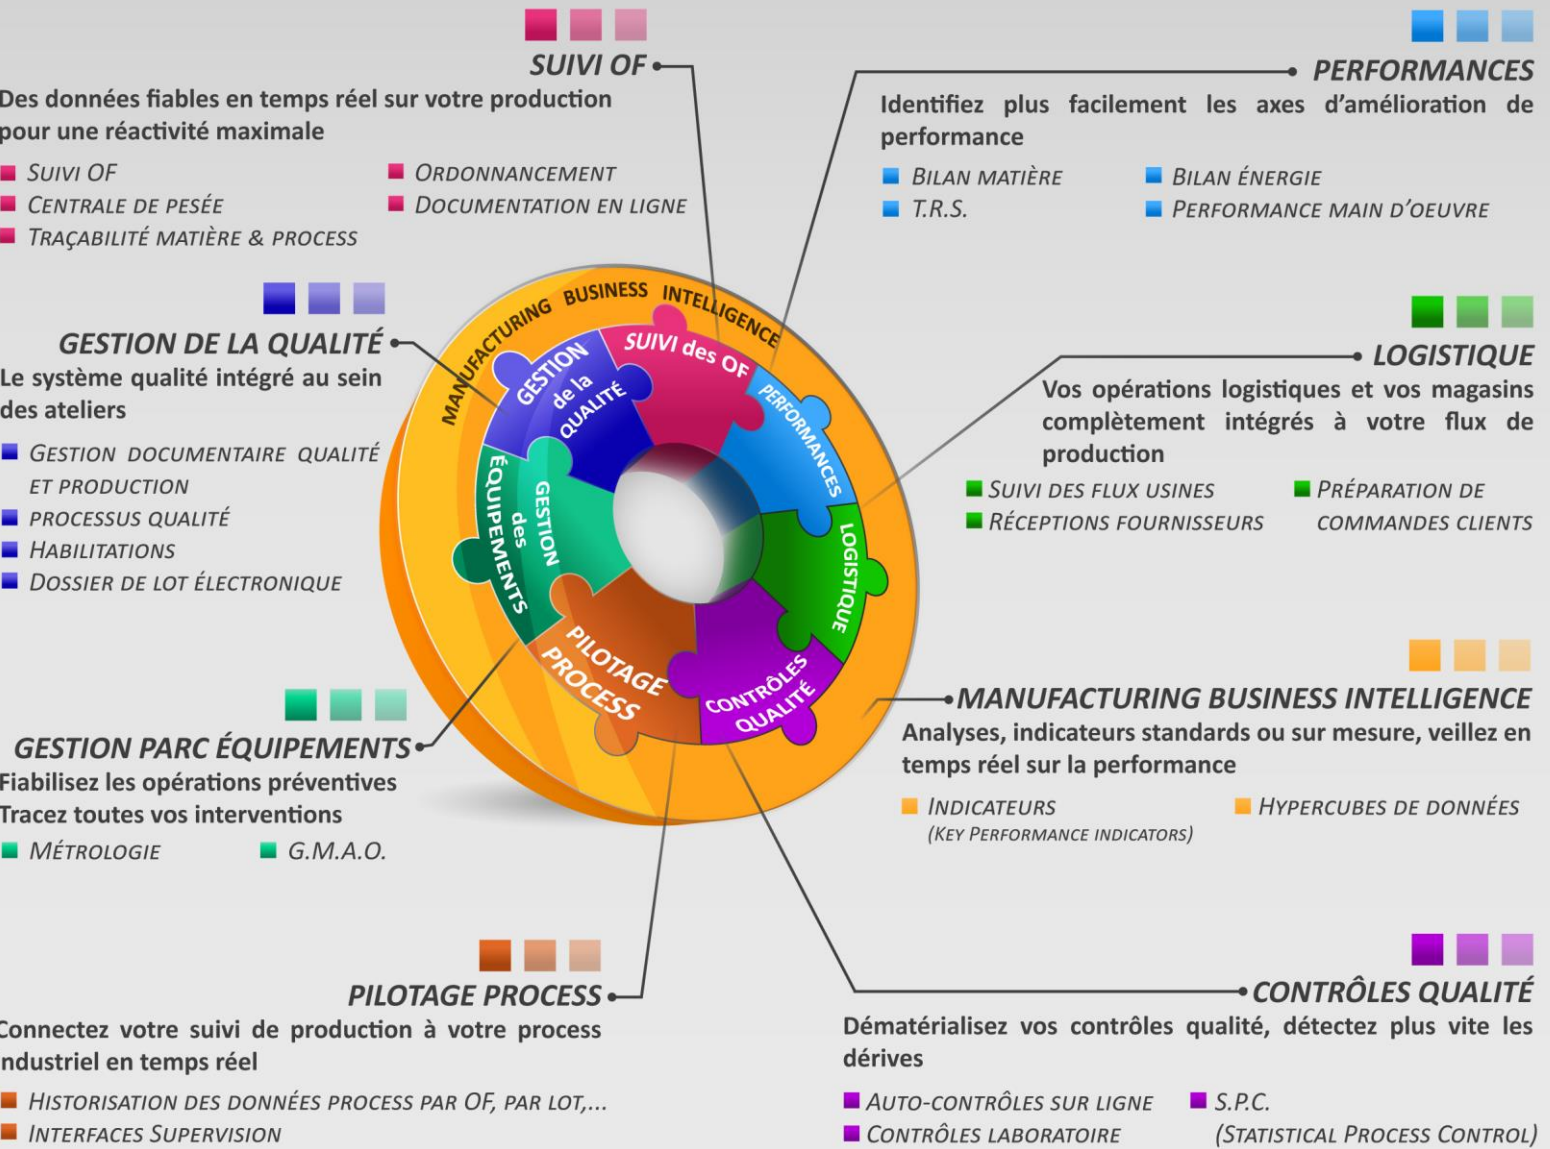 SUIVI OF
Des données fiables en temps réel sur votre production
pour une réactivité maximale
SUIVI OF
CENTRALE DE PESÉE
TRAÇABILITÉ MATIÈRE & PROCESS
ORDONNANCEMENT
DOCUMENTATION EN LIGNE
PERFORMANCES
Identifiez plus facilement les axes d'amélioration de
performance
BILAN MATIÈRE
T.R.S.
BILAN ÉNERGIE
PERFORMANCE MAIN D'OEUVRE
GESTION DE LA QUALITÉ
Le système qualité intégré au sein
des ateliers
GESTION DOCUMENTAIRE QUALITÉ
ET PRODUCTION
PROCESSUS QUALITÉ
HABILITATIONS
DOSSIER DE LOT ÉLECTRONIQUE
LOGISTIQUE
Vos opérations logistiques et vos magasins
complètement intégrés à votre flux de
production
SUIVI DES FLUX USINES
RÉCEPTIONS FOURNISSEURS
PRÉPARATION DE
COMMANDES CLIENTS
MANUFACTURING BUSINESS INTELLIGENCE
SUIVI des OF
PERFORMANCES
LOGISTIQUE
CONTRÔLES
QUALITÉ
PILOTAGE
PROCESS
GESTION
des
ÉQUIPEMENTS
GESTION
de la
QUALITÉ
GESTION PARC ÉQUIPEMENTS
Fiabilisez les opérations préventives
Tracez toutes vos interventions
MÉTROLOGIE
G.M.A.O.
MANUFACTURING BUSINESS INTELLIGENCE
Analyses, indicateurs standards ou sur mesure, veillez en
temps réel sur la performance
INDICATEURS
(KEY PERFORMANCE INDICATORS)
HYPERCUBES DE DONNÉES
PILOTAGE PROCESS
Connectez votre suivi de production à votre process
industriel en temps réel
HISTORISATION DES DONNÉES PROCESS PAR OF, PAR LOT,...
INTERFACES SUPERVISION
CONTRÔLES QUALITÉ
Dématérialisez vos contrôles qualité, détectez plus vite les
dérives
AUTO-CONTRÔLES SUR LIGNE
CONTRÔLES LABORATOIRE
S.P.C.
(STATISTICAL PROCESS CONTROL)